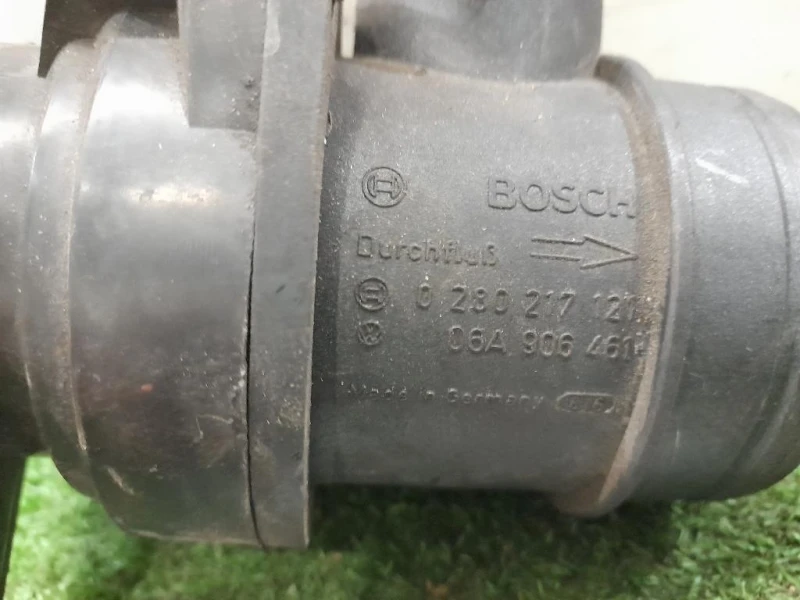 BOSCH
Durchfluß
0 280 217 121
06A 906 461
Made in Germany